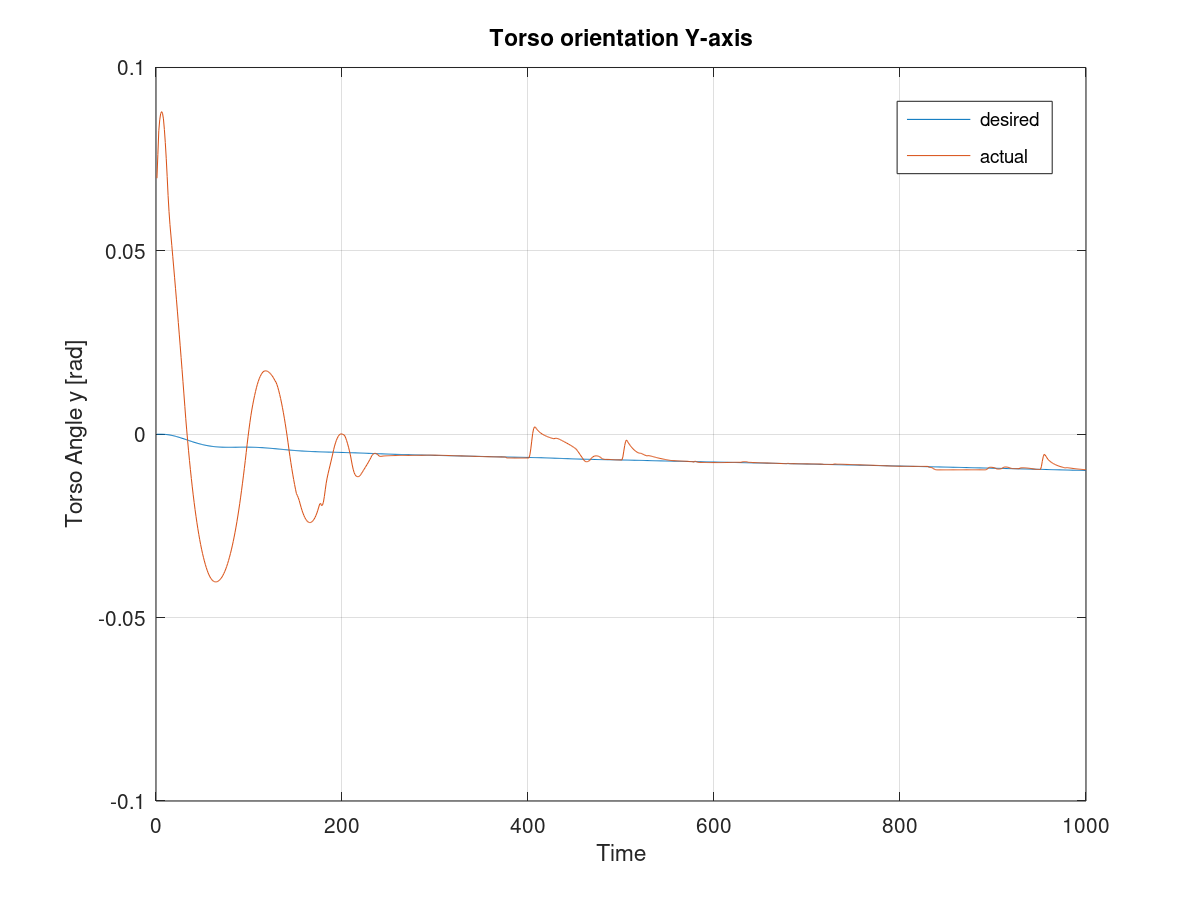 Torso orientation Y-axis
desired
actual
Torso Angle y [rad]
0.1
0.05
0
-0.05
-0.1
0 200 400 600 800 1000
Time